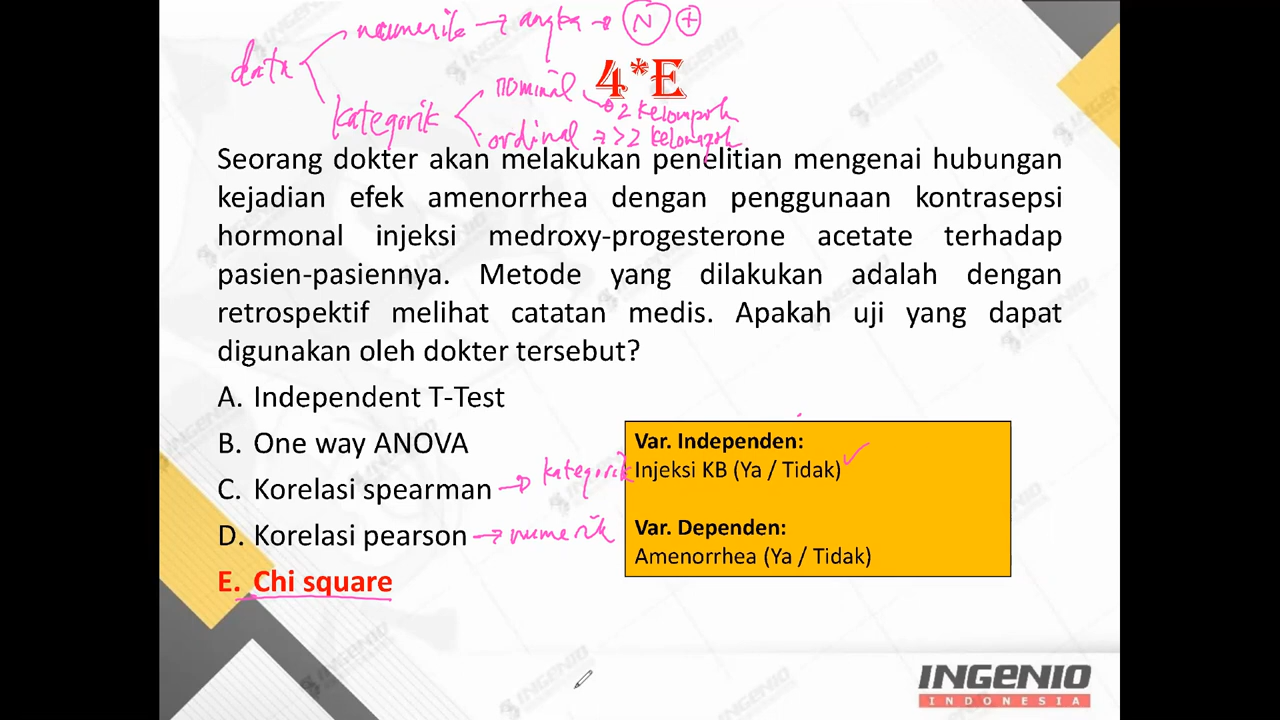 data
numerik → angka → N +
kategorik
nominal → 2 kelompok
ordinal → >2 kelompok
4*E
Seorang dokter akan melakukan penelitian mengenai hubungan
kejadian efek amenorrhea dengan penggunaan kontrasepsi
hormonal injeksi medroxy-progesterone acetate terhadap
pasien-pasiennya. Metode yang dilakukan adalah dengan
retrospektif melihat catatan medis. Apakah uji yang dapat
digunakan oleh dokter tersebut?
A. Independent T-Test
B. One way ANOVA
C. Korelasi spearman → kategorik
D. Korelasi pearson → numerik
E. Chi square
Var. Independen:
Injeksi KB (Ya / Tidak)
Var. Dependen:
Amenorrhea (Ya / Tidak)
INGENIO
INDONESIA